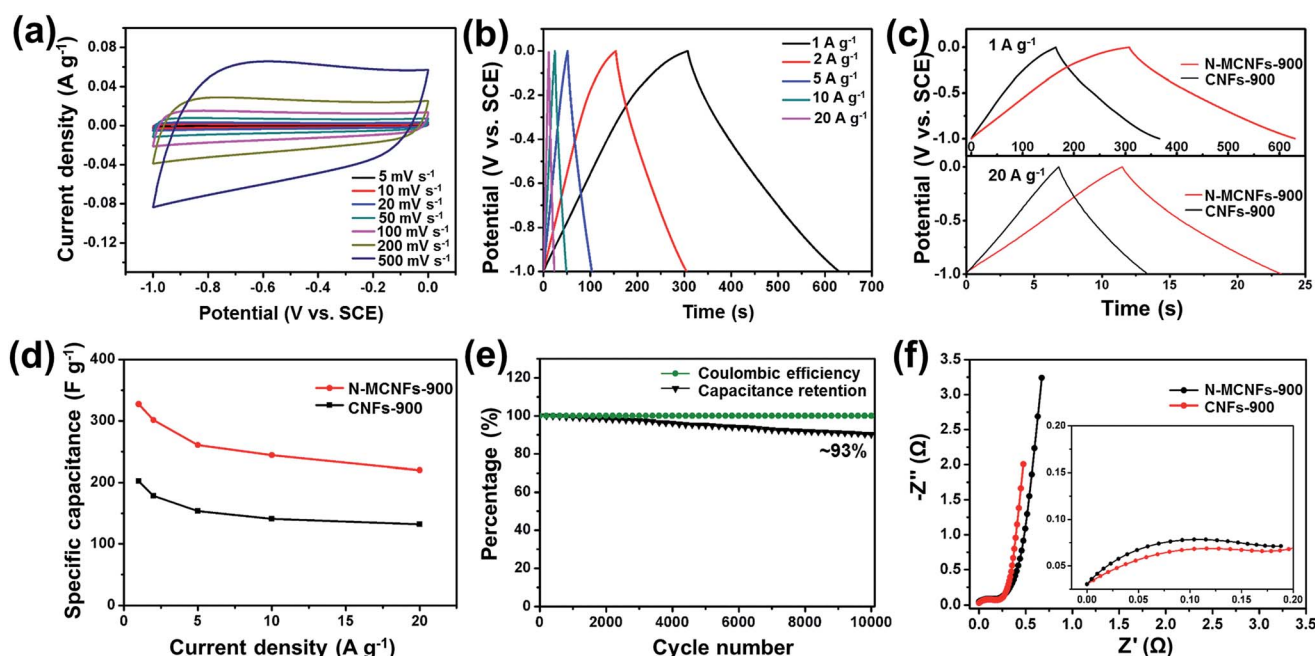 (a)
Current density (A g⁻¹)
0.08
0.04
0.00
-0.04
-0.08
-0.12
5 mV s⁻¹
10 mV s⁻¹
20 mV s⁻¹
50 mV s⁻¹
100 mV s⁻¹
200 mV s⁻¹
500 mV s⁻¹
-1.0 -0.8 -0.6 -0.4 -0.2 0.0
Potential (V vs. SCE)
(b)
Potential (V vs. SCE)
0.0
-0.2
-0.4
-0.6
-0.8
-1.0
1 A g⁻¹
2 A g⁻¹
5 A g⁻¹
10 A g⁻¹
20 A g⁻¹
0 100 200 300 400 500 600 700
Time (s)
(c)
Potential (V vs. SCE)
0.0
-0.5
-1.0
1 A g⁻¹
N-MCNFs-900
CNFs-900
0 100 200 300 400 500 600
0.0
-0.5
-1.0
20 A g⁻¹
N-MCNFs-900
CNFs-900
0 5 10 15 20 25
Time (s)
(d)
Specific capacitance (F g⁻¹)
400
300
200
100
0
N-MCNFs-900
CNFs-900
0 5 10 15 20
Current density (A g⁻¹)
(e)
Percentage (%)
120
100
80
60
40
20
0
Coulombic efficiency
Capacitance retention
~93%
0 2000 4000 6000 8000 10000
Cycle number
(f)
-Z'' (Ω)
3.5
3.0
2.5
2.0
1.5
1.0
0.5
0.0
N-MCNFs-900
CNFs-900
0.20
0.15
0.10
0.05
0.00 0.10 0.20
0.0 0.5 1.0 1.5 2.0 2.5 3.0 3.5
Z' (Ω)